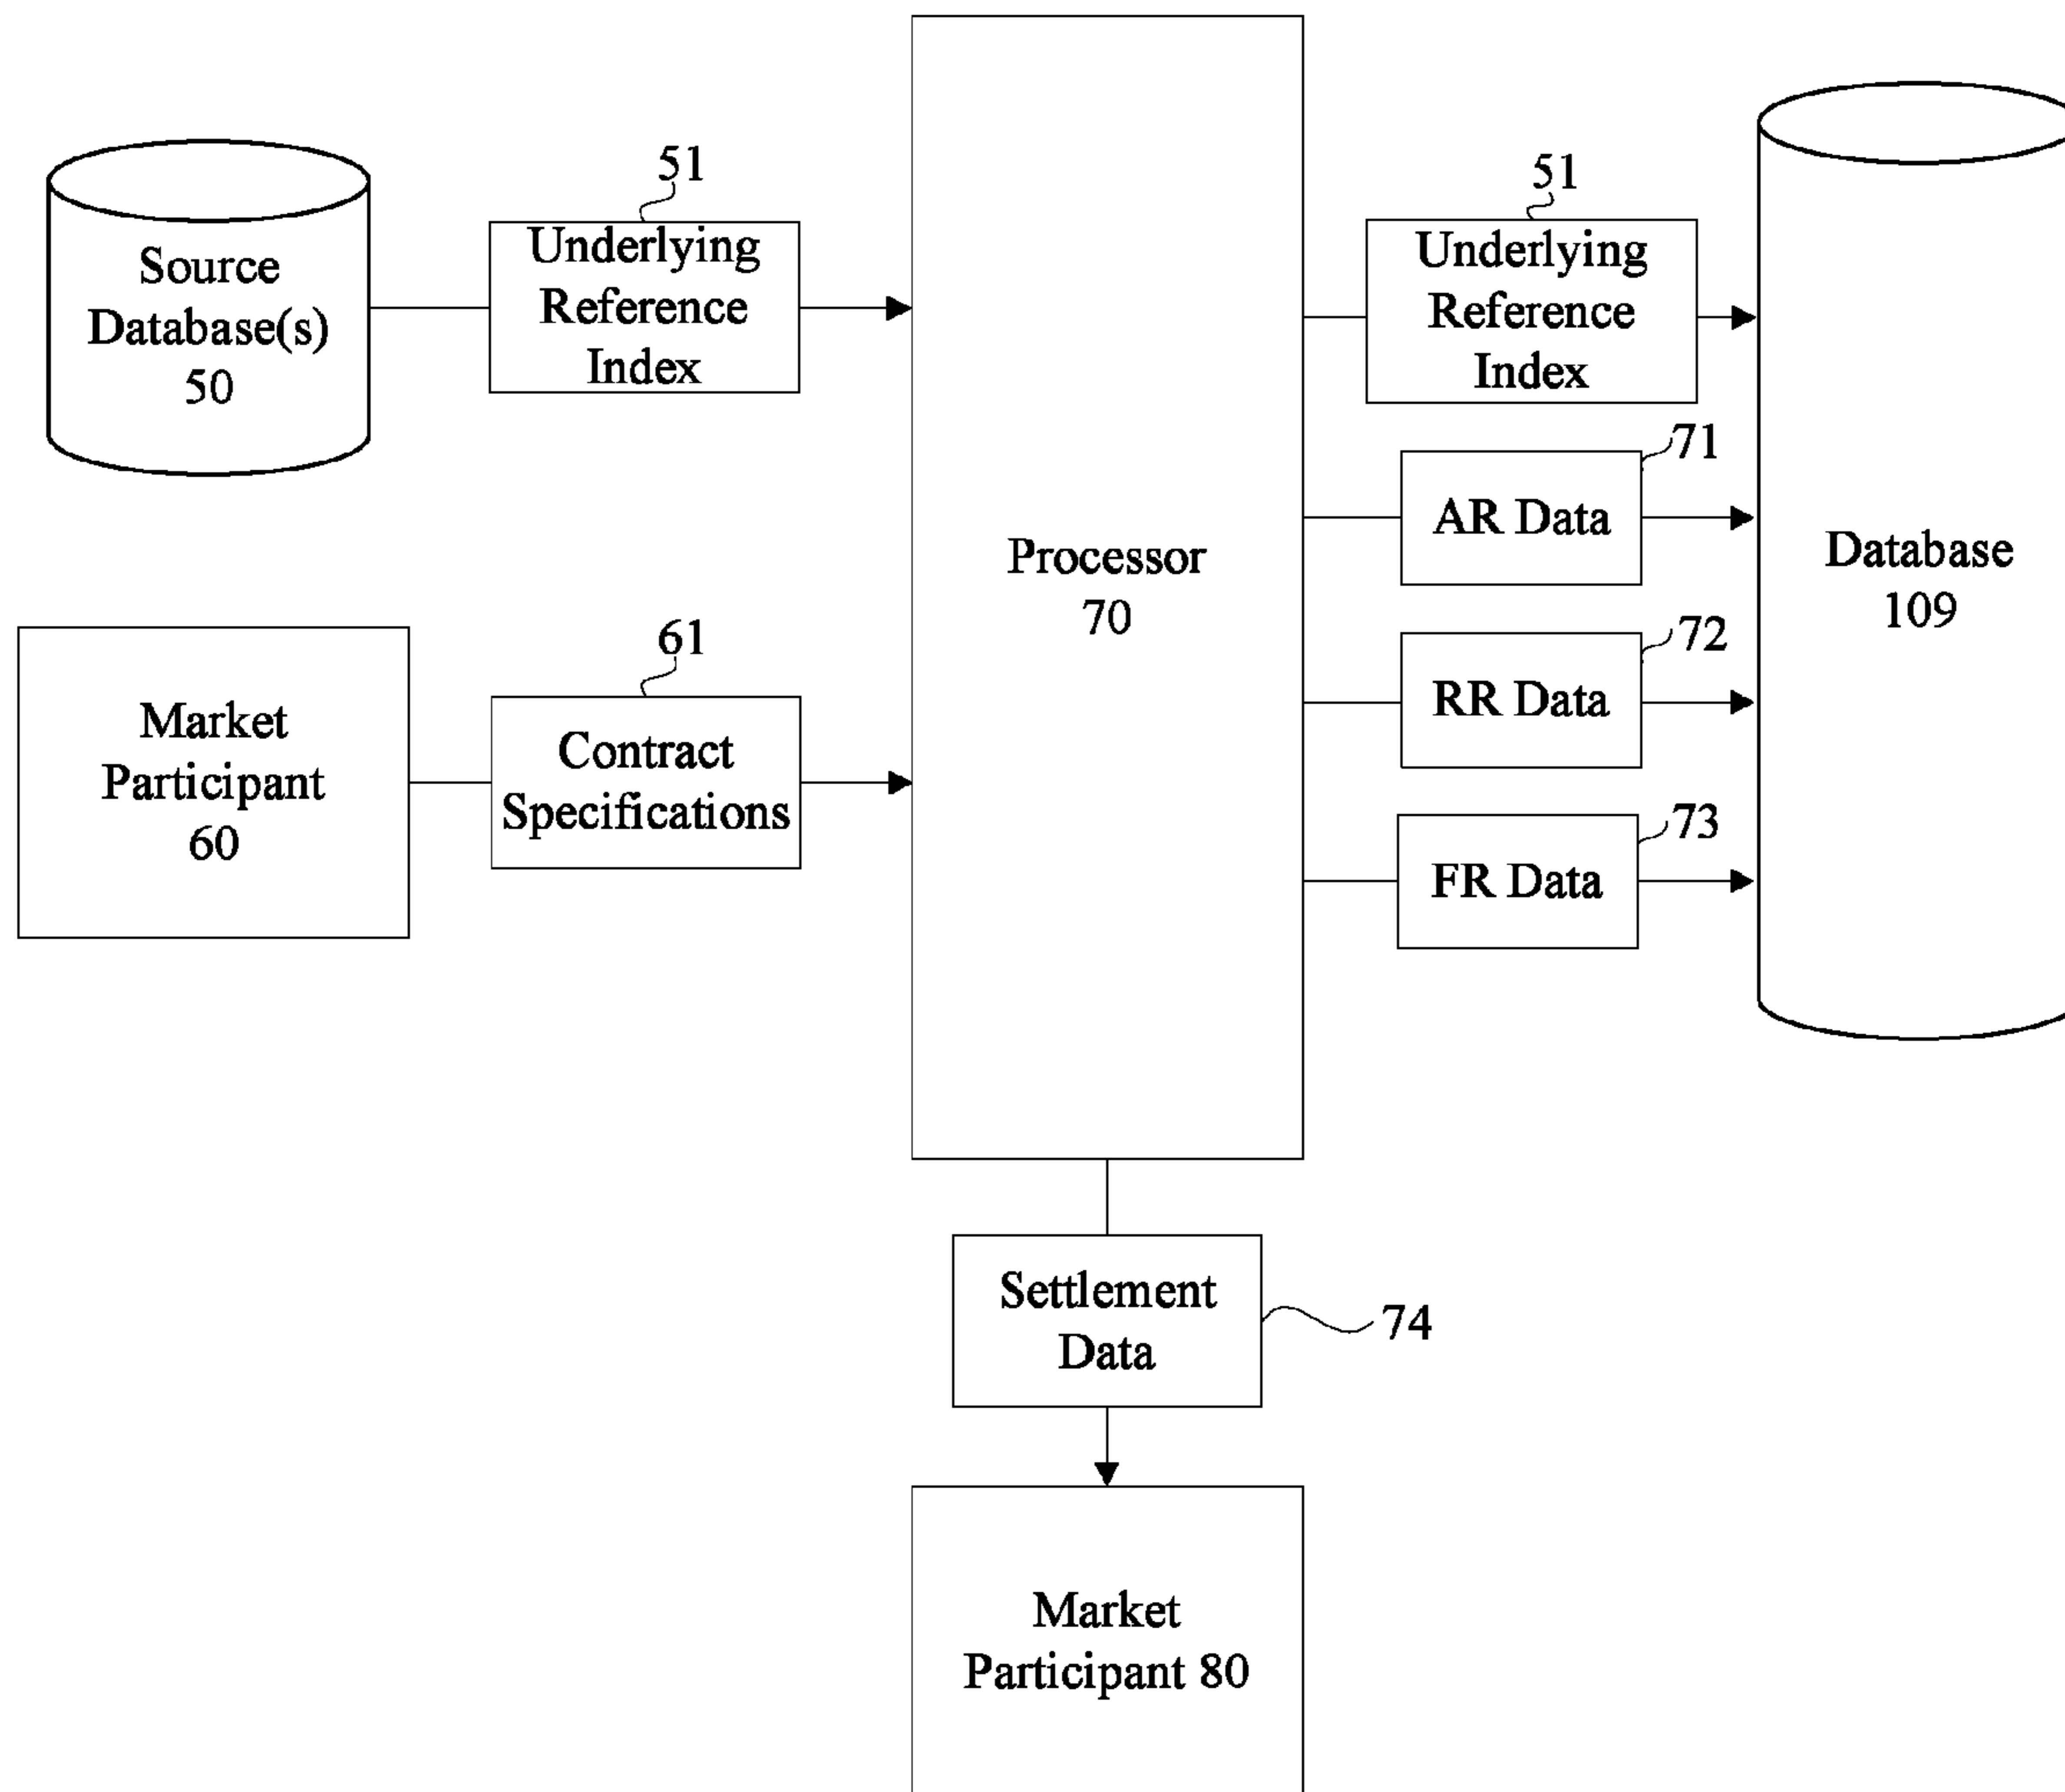 51
Underlying
Reference
Index
Source
Database(s)
50
Processor
70
51
Underlying
Reference
Index
71
AR Data
72
RR Data
73
FR Data
Database
109
Market
Participant
60
61
Contract
Specifications
Settlement
Data
74
Market
Participant 80